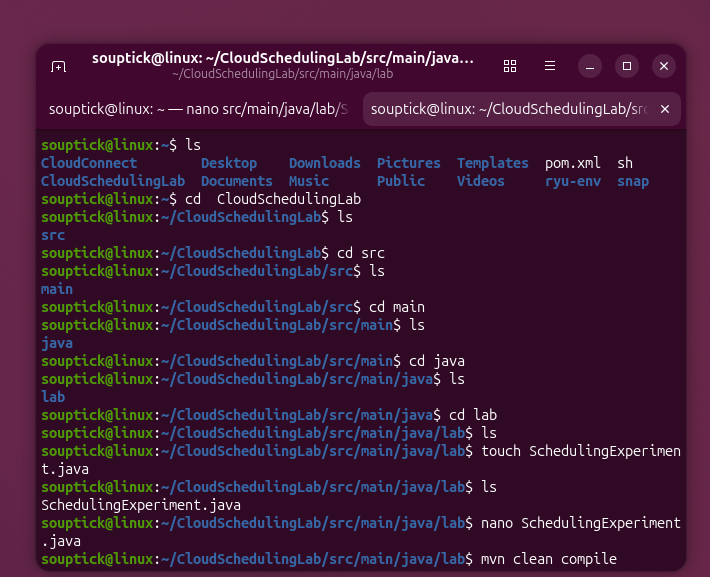 souptick@linux: ~/CloudSchedulingLab/src/main/java...
~/CloudSchedulingLab/src/main/java/lab
souptick@linux: ~ — nano src/main/java/lab/S
souptick@linux: ~/CloudSchedulingLab/src
souptick@linux:~$ ls
CloudConnect        Desktop    Downloads  Pictures  Templates  pom.xml  sh
CloudSchedulingLab  Documents  Music      Public    Videos     ryu-env  snap
souptick@linux:~$ cd  CloudSchedulingLab
souptick@linux:~/CloudSchedulingLab$ ls
src
souptick@linux:~/CloudSchedulingLab$ cd src
souptick@linux:~/CloudSchedulingLab/src$ ls
main
souptick@linux:~/CloudSchedulingLab/src$ cd main
souptick@linux:~/CloudSchedulingLab/src/main$ ls
java
souptick@linux:~/CloudSchedulingLab/src/main$ cd java
souptick@linux:~/CloudSchedulingLab/src/main/java$ ls
lab
souptick@linux:~/CloudSchedulingLab/src/main/java$ cd lab
souptick@linux:~/CloudSchedulingLab/src/main/java/lab$ ls
souptick@linux:~/CloudSchedulingLab/src/main/java/lab$ touch SchedulingExperimen
t.java
souptick@linux:~/CloudSchedulingLab/src/main/java/lab$ ls
SchedulingExperiment.java
souptick@linux:~/CloudSchedulingLab/src/main/java/lab$ nano SchedulingExperiment
.java
souptick@linux:~/CloudSchedulingLab/src/main/java/lab$ mvn clean compile